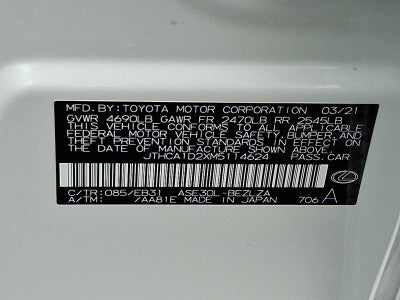 MFD. BY: TOYOTA MOTOR CORPORATION 03/21
GVWR 4690LB GAWR FR 2470LB RR 2545LB
THIS VEHICLE CONFORMS TO ALL APPLICABLE
FEDERAL MOTOR VEHICLE SAFETY, BUMPER, AND
THEFT PREVENTION STANDARDS IN EFFECT ON THE
DATE OF MANUFACTURE SHOWN ABOVE.
JTHCA1D2XM5114624 PASS.CAR
C/TR: 085/EB31 ASE30L-BEZLZA
A/TM: /AA81E MADE IN JAPAN 706 A